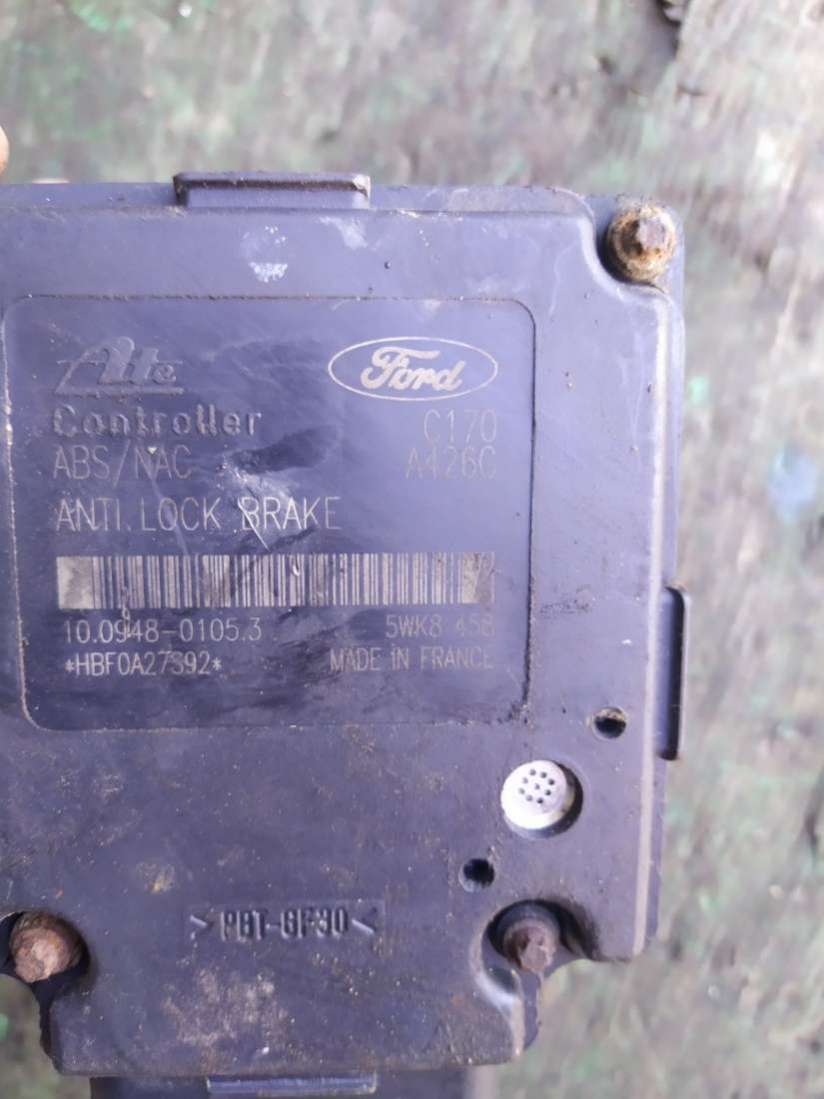 Ate Ford
Controller C170
ABS/NAC A426C
ANTI LOCK BRAKE
10.0948-0105.3 5WK8 458
*HBF0A27S92* MADE IN FRANCE
>PBT-GF30<